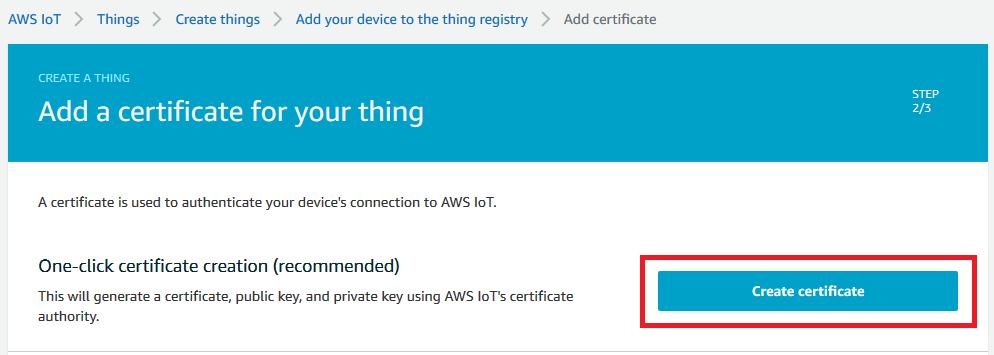 AWS IoT > Things > Create things > Add your device to the thing registry > Add certificate
CREATE A THING
Add a certificate for your thing
STEP
2/3
A certificate is used to authenticate your device's connection to AWS IoT.
One-click certificate creation (recommended)
This will generate a certificate, public key, and private key using AWS IoT's certificate
authority.
Create certificate